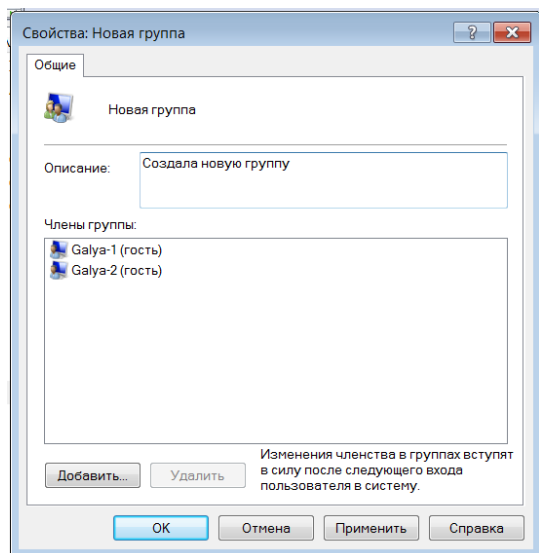 Свойства: Новая группа
?
Общие
Новая группа
Описание:
Создала новую группу
Члены группы:
Galya-1 (гость)
Galya-2 (гость)
Добавить...
Удалить
Изменения членства в группах вступят
в силу после следующего входа
пользователя в систему.
OK
Отмена
Применить
Справка